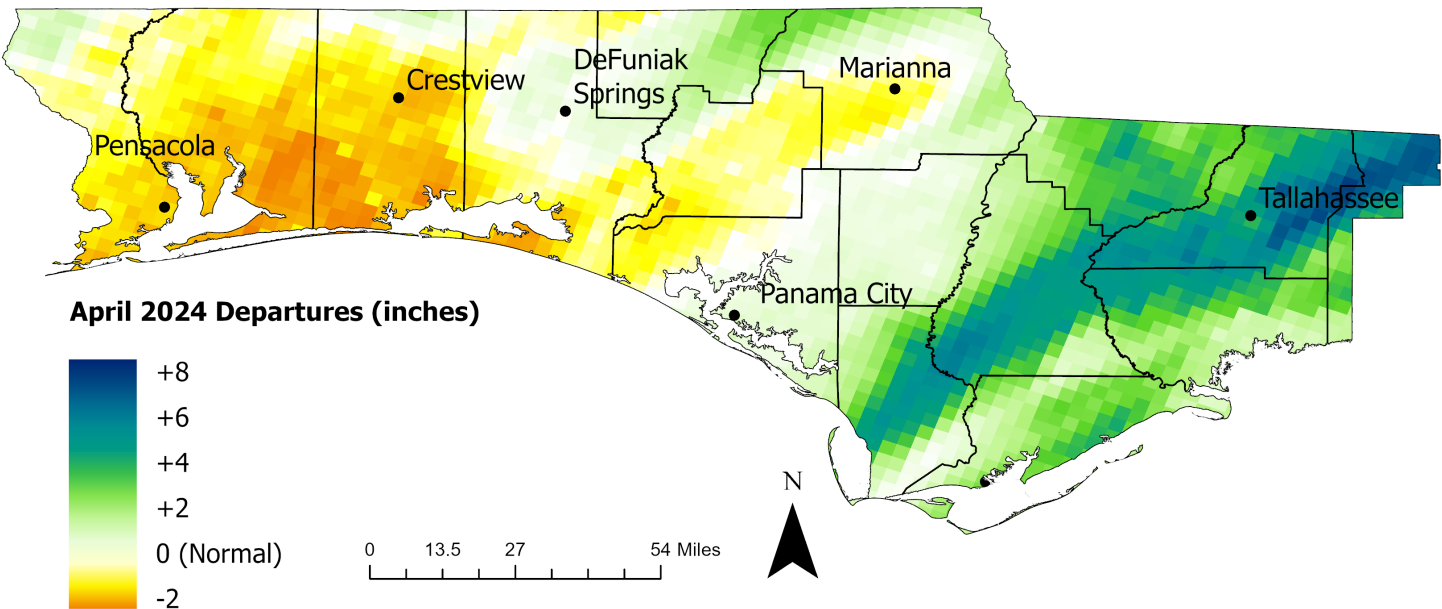 DeFuniak
Springs
Marianna
Crestview
Pensacola
Tallahassee
Panama City
April 2024 Departures (inches)
+8
+6
+4
+2
0 (Normal)
-2
0 13.5 27 54 Miles
N